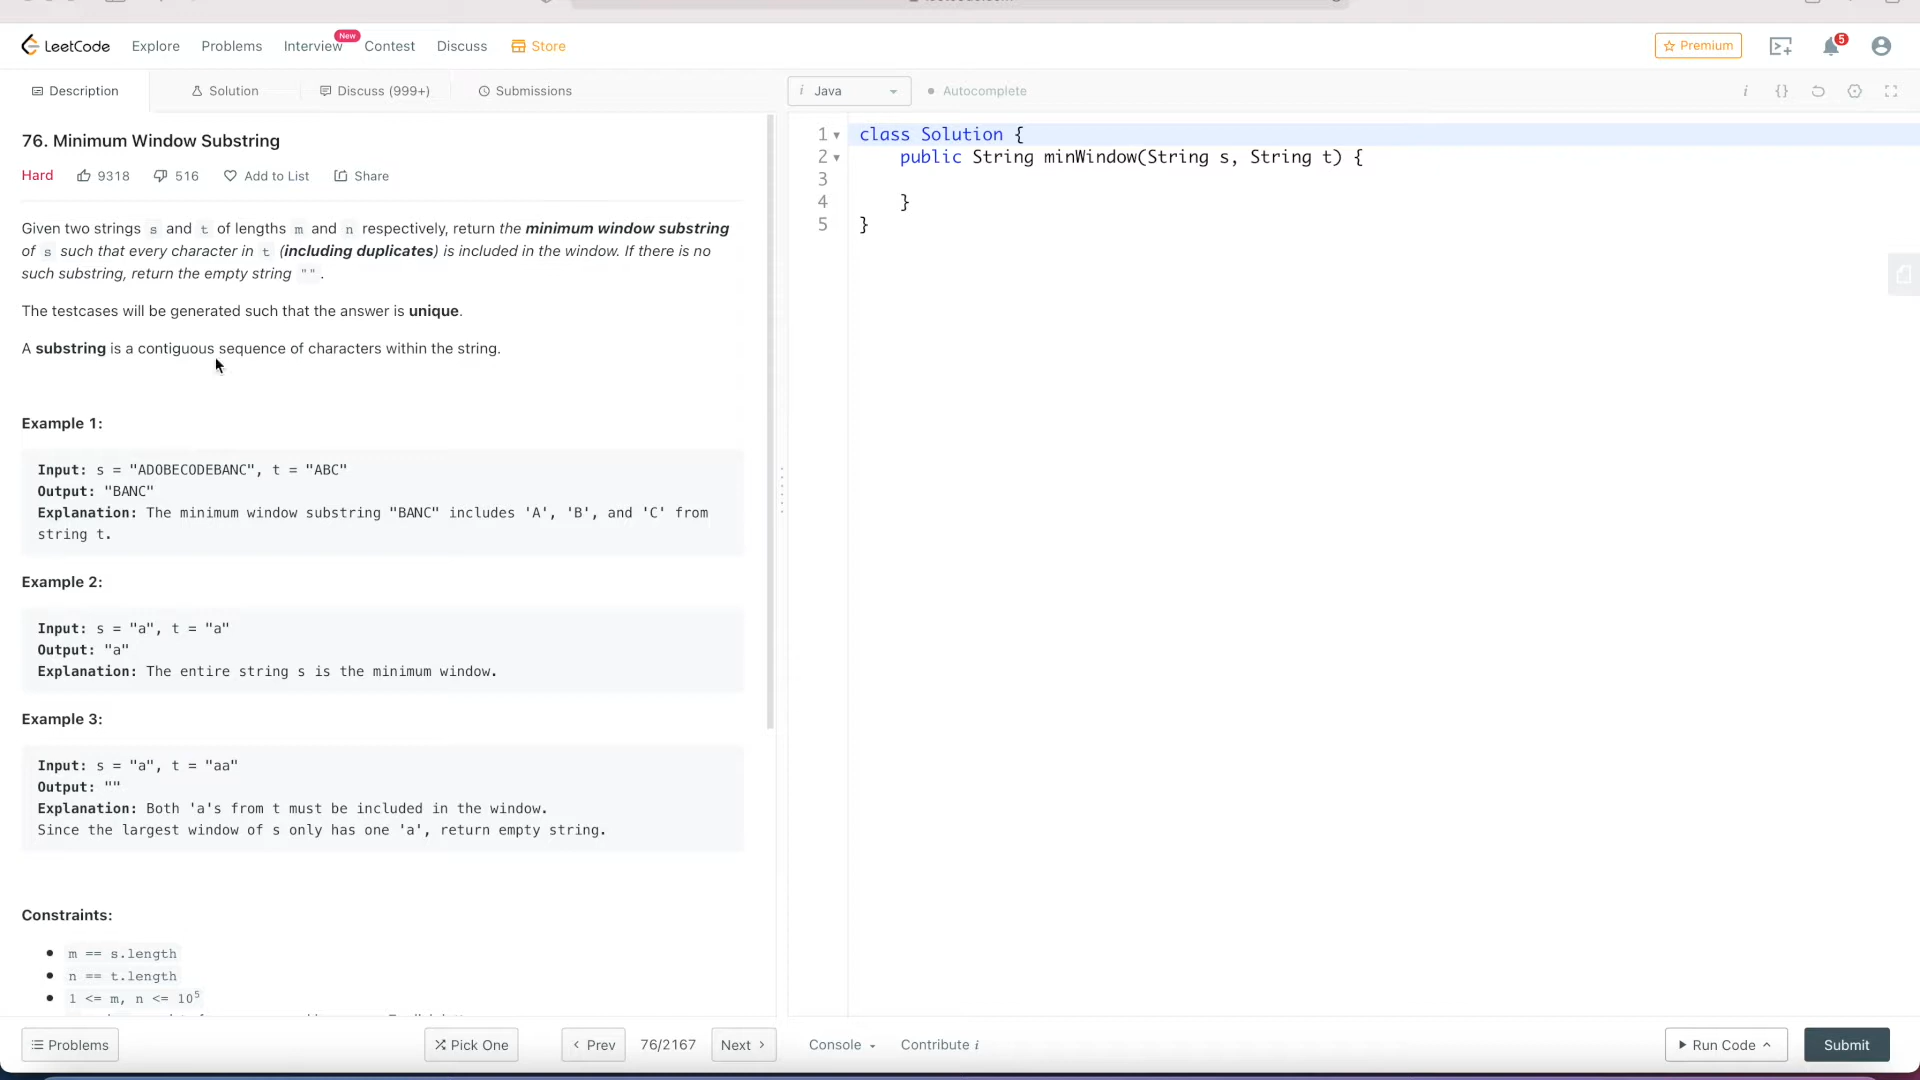 LeetCode Explore Problems Interview New Contest Discuss Store Premium 5
Description Solution Discuss (999+) Submissions
i Java Autocomplete i {}
76. Minimum Window Substring
Hard 9318 516 Add to List Share
Given two strings s and t of lengths m and n respectively, return the minimum window substring
of s such that every character in t (including duplicates) is included in the window. If there is no
such substring, return the empty string "".
The testcases will be generated such that the answer is unique.
A substring is a contiguous sequence of characters within the string.
Example 1:
Input: s = "ADOBECODEBANC", t = "ABC"
Output: "BANC"
Explanation: The minimum window substring "BANC" includes 'A', 'B', and 'C' from
string t.
Example 2:
Input: s = "a", t = "a"
Output: "a"
Explanation: The entire string s is the minimum window.
Example 3:
Input: s = "a", t = "aa"
Output: ""
Explanation: Both 'a's from t must be included in the window.
Since the largest window of s only has one 'a', return empty string.
Constraints:
m == s.length
n == t.length
1 <= m, n <= 10⁵
1 class Solution {
2 public String minWindow(String s, String t) {
3
4 }
5 }
Problems Pick One Prev 76/2167 Next Console Contribute i Run Code Submit